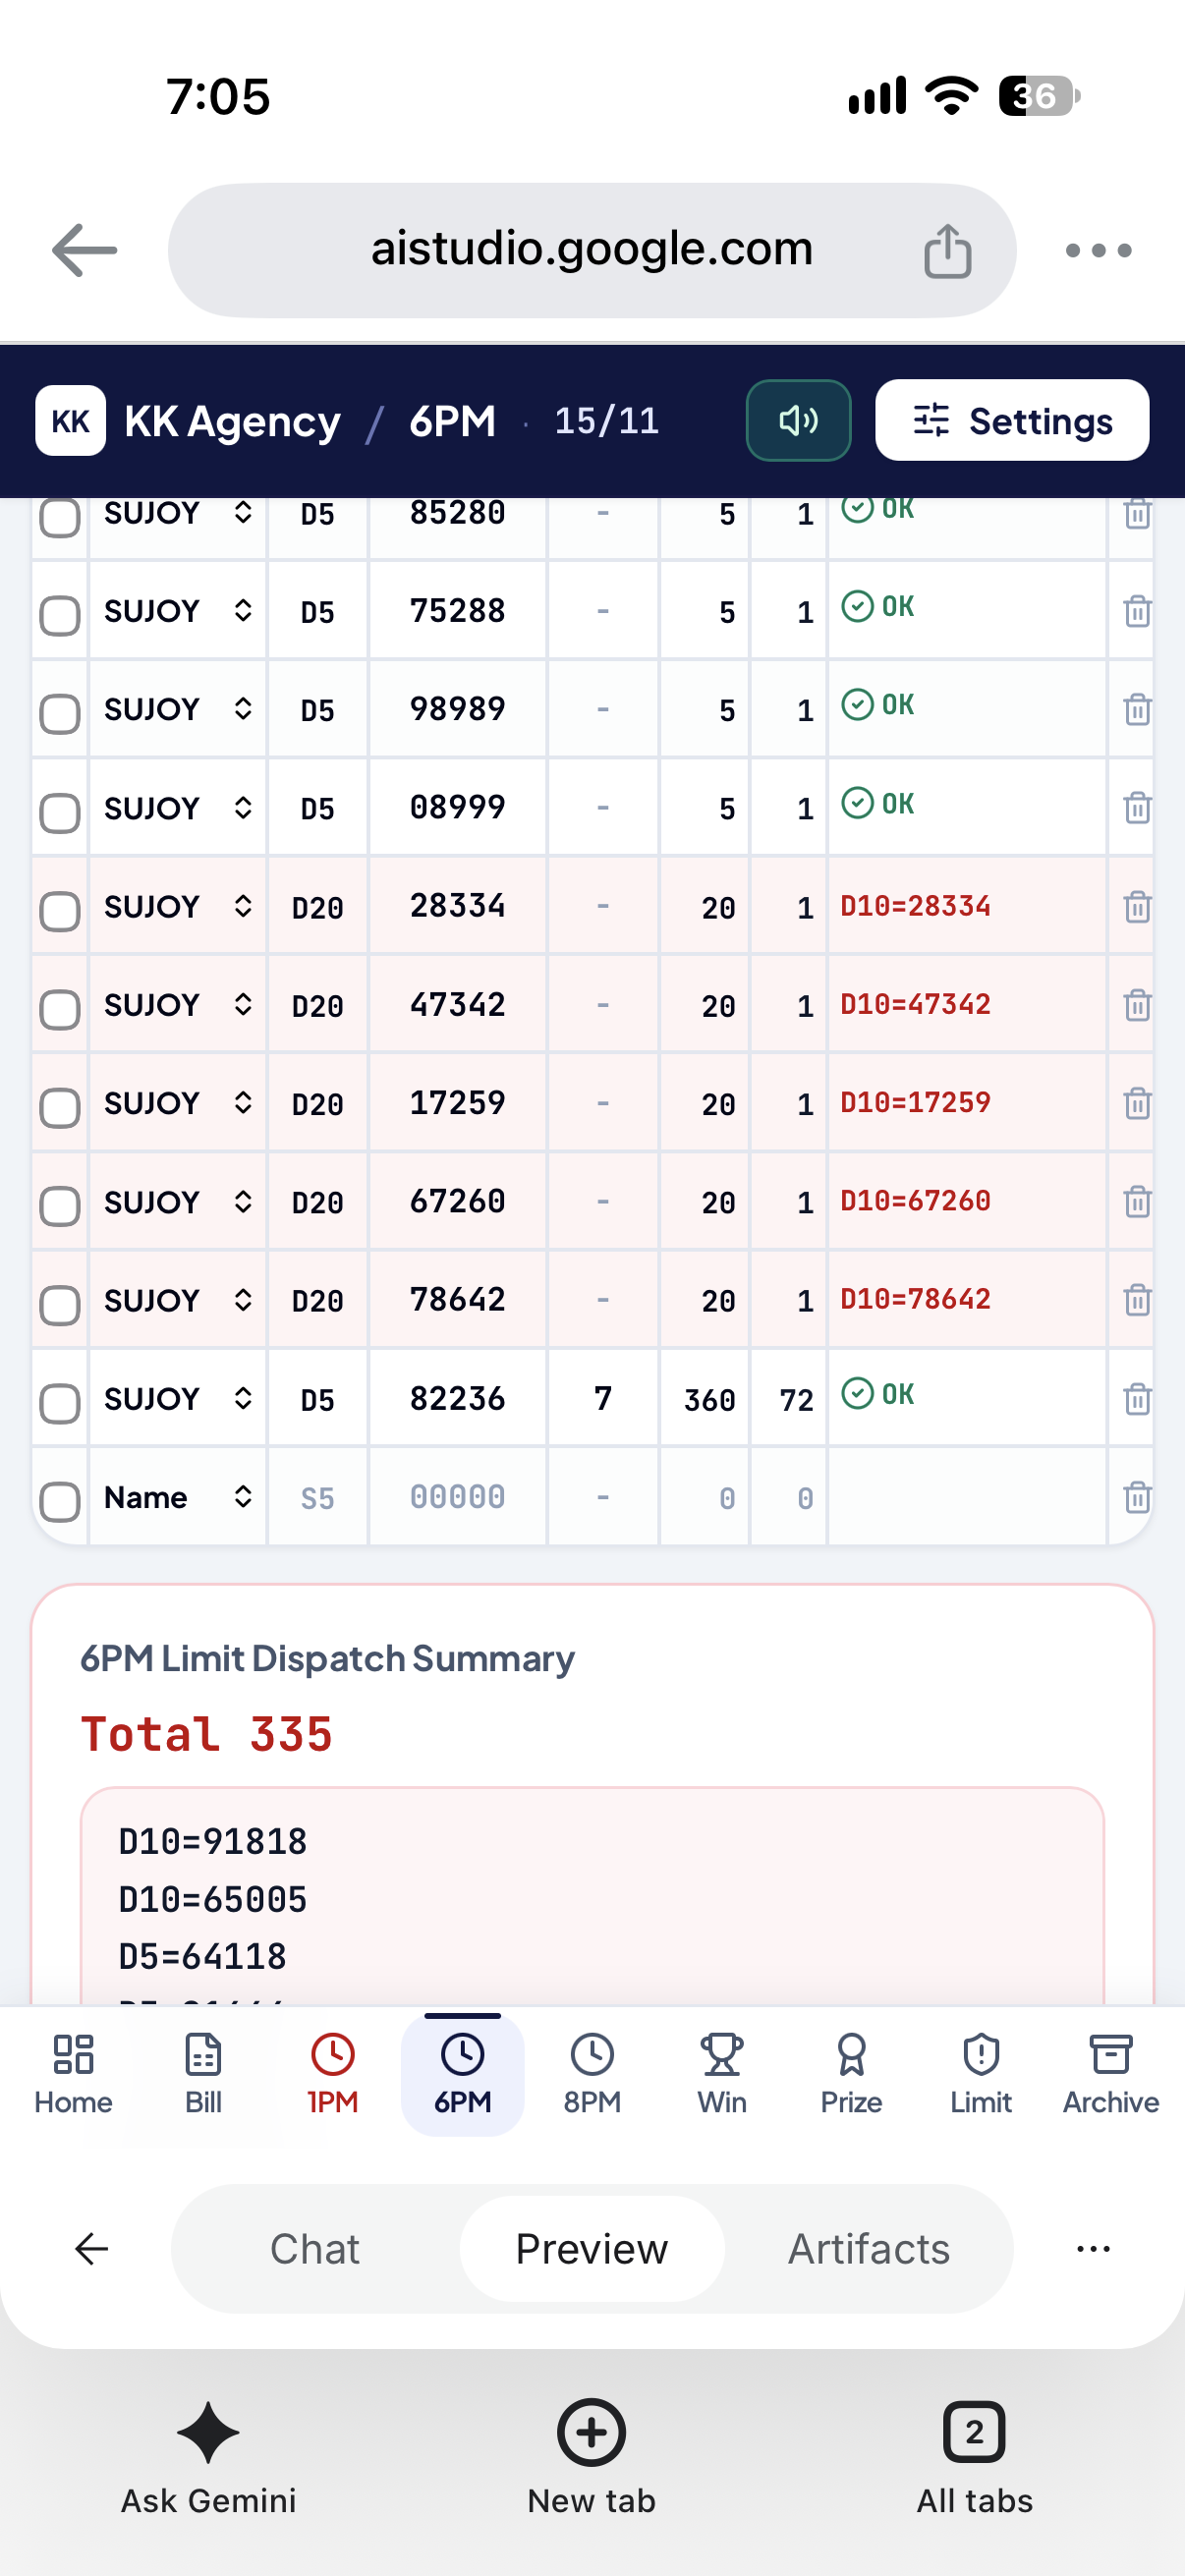 7:05
36
aistudio.google.com
KK KK Agency / 6PM · 15/11 Settings
SUJOY D5 85280 - 5 1 OK
SUJOY D5 75288 - 5 1 OK
SUJOY D5 98989 - 5 1 OK
SUJOY D5 08999 - 5 1 OK
SUJOY D20 28334 - 20 1 D10=28334
SUJOY D20 47342 - 20 1 D10=47342
SUJOY D20 17259 - 20 1 D10=17259
SUJOY D20 67260 - 20 1 D10=67260
SUJOY D20 78642 - 20 1 D10=78642
SUJOY D5 82236 7 360 72 OK
Name S5 00000 - 0 0
6PM Limit Dispatch Summary
Total 335
D10=91818
D10=65005
D5=64118
Home Bill 1PM 6PM 8PM Win Prize Limit Archive
Chat Preview Artifacts
2
Ask Gemini New tab All tabs